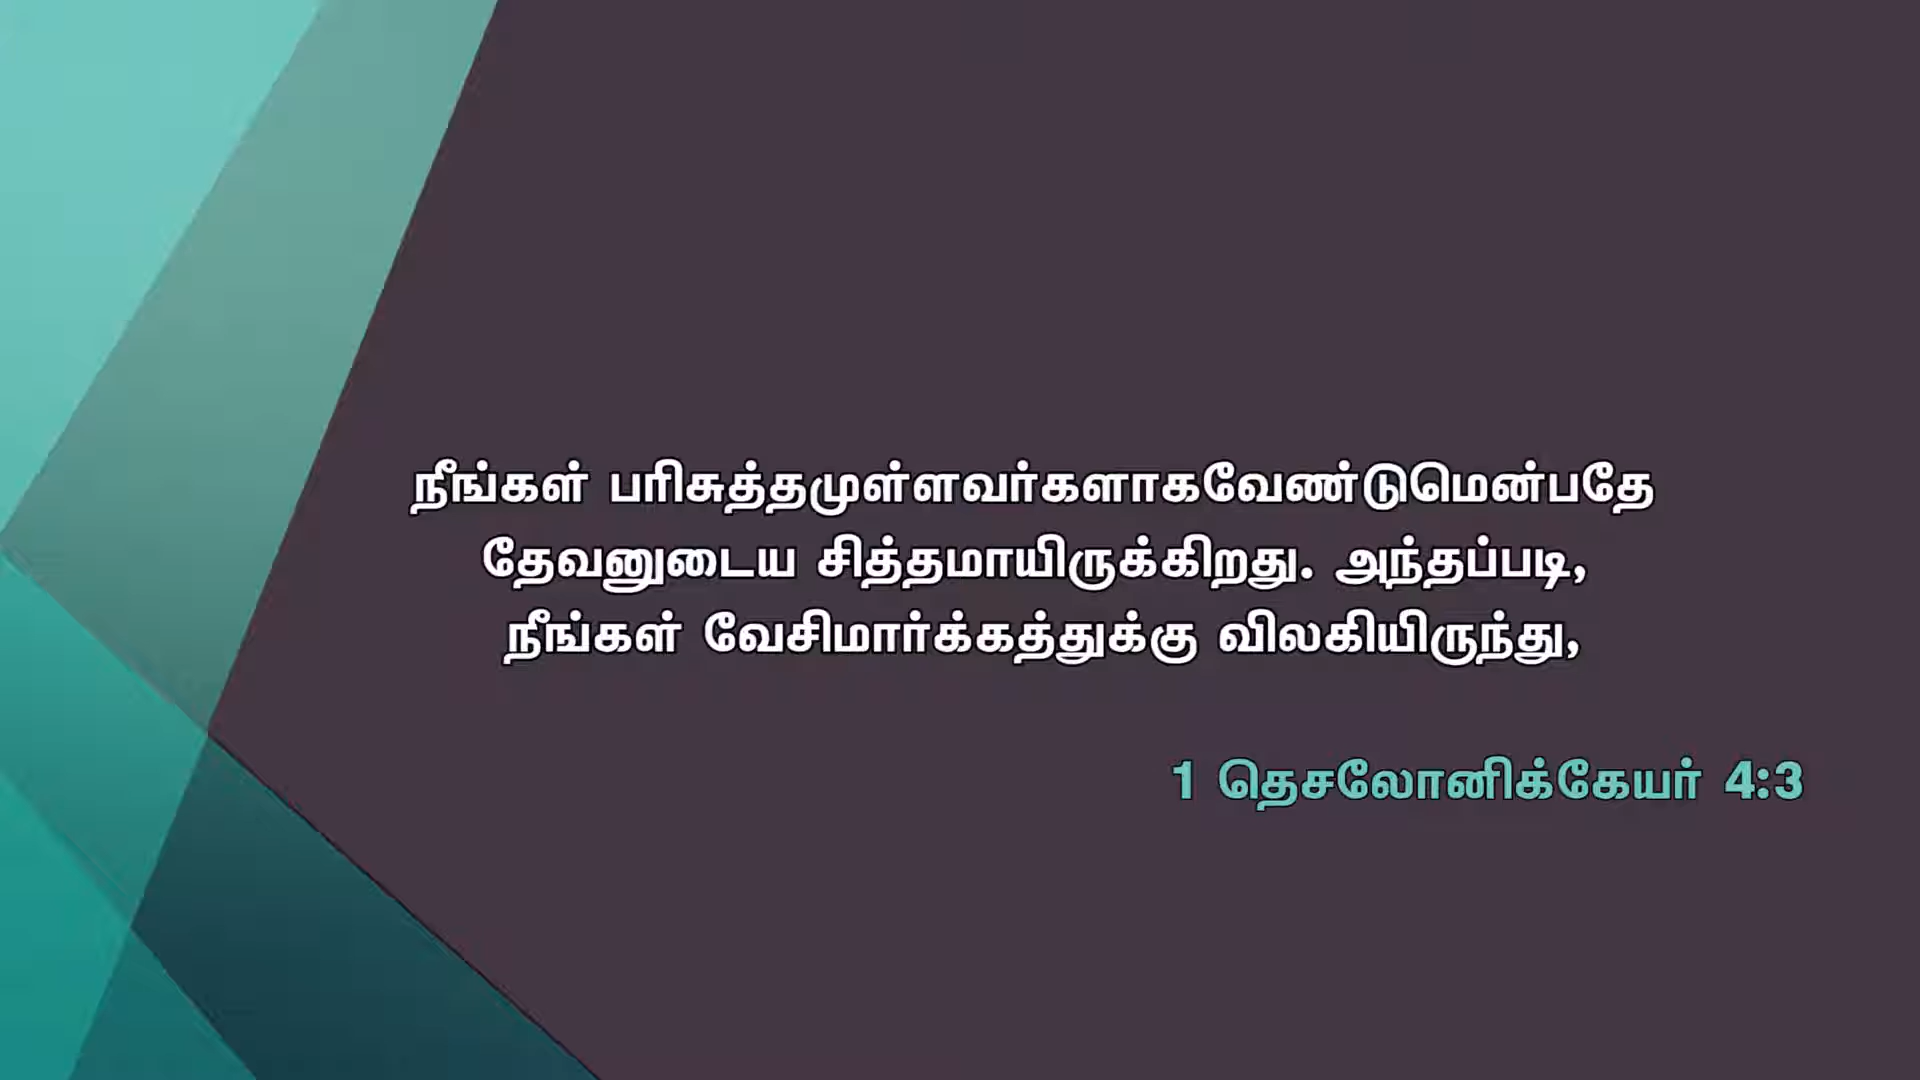 நீங்கள் பரிசுத்தமுள்ளவர்களாகவேண்டுமென்பதே
தேவனுடைய சித்தமாயிருக்கிறது. அந்தப்படி,
நீங்கள் வேசிமார்க்கத்துக்கு விலகியிருந்து,
1 தெசலோனிக்கேயர் 4:3